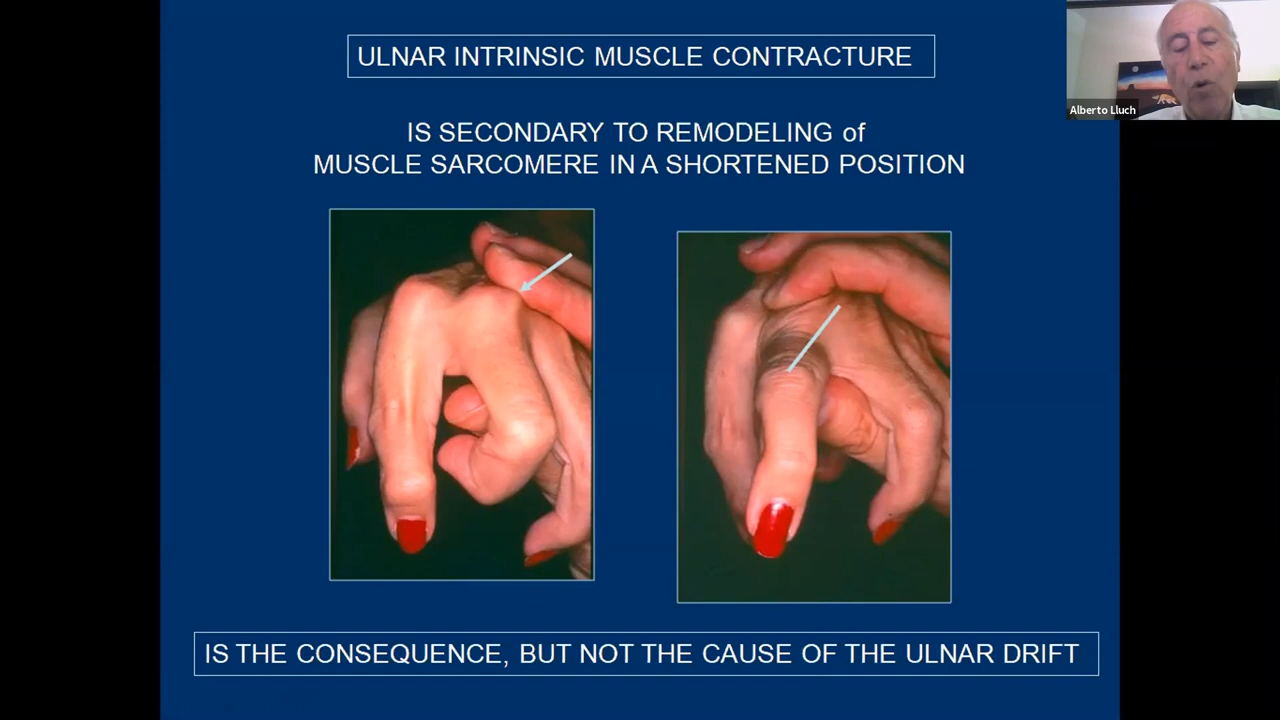 ULNAR INTRINSIC MUSCLE CONTRACTURE
Alberto Lluch
IS SECONDARY TO REMODELING of
MUSCLE SARCOMERE IN A SHORTENED POSITION
IS THE CONSEQUENCE, BUT NOT THE CAUSE OF THE ULNAR DRIFT